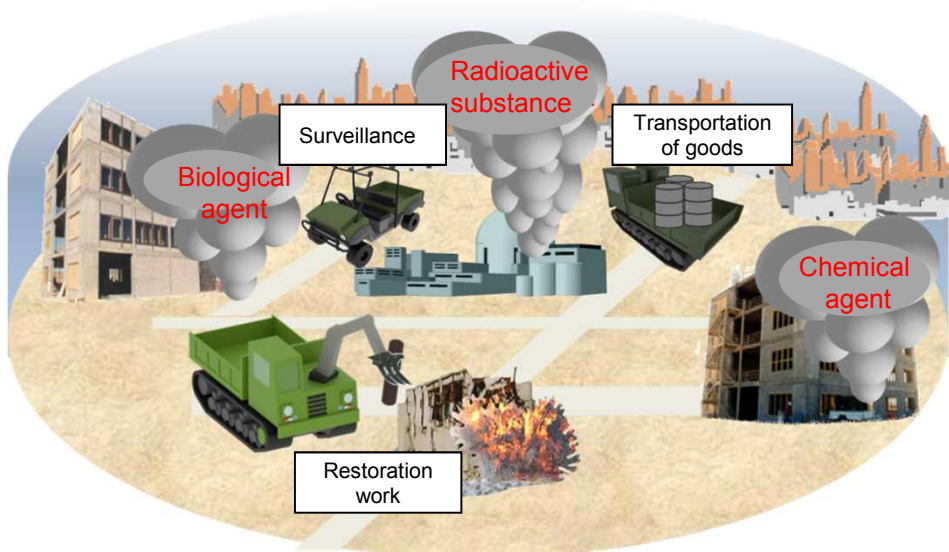 Radioactive
substance
Surveillance
Transportation
of goods
Biological
agent
Chemical
agent
Restoration
work